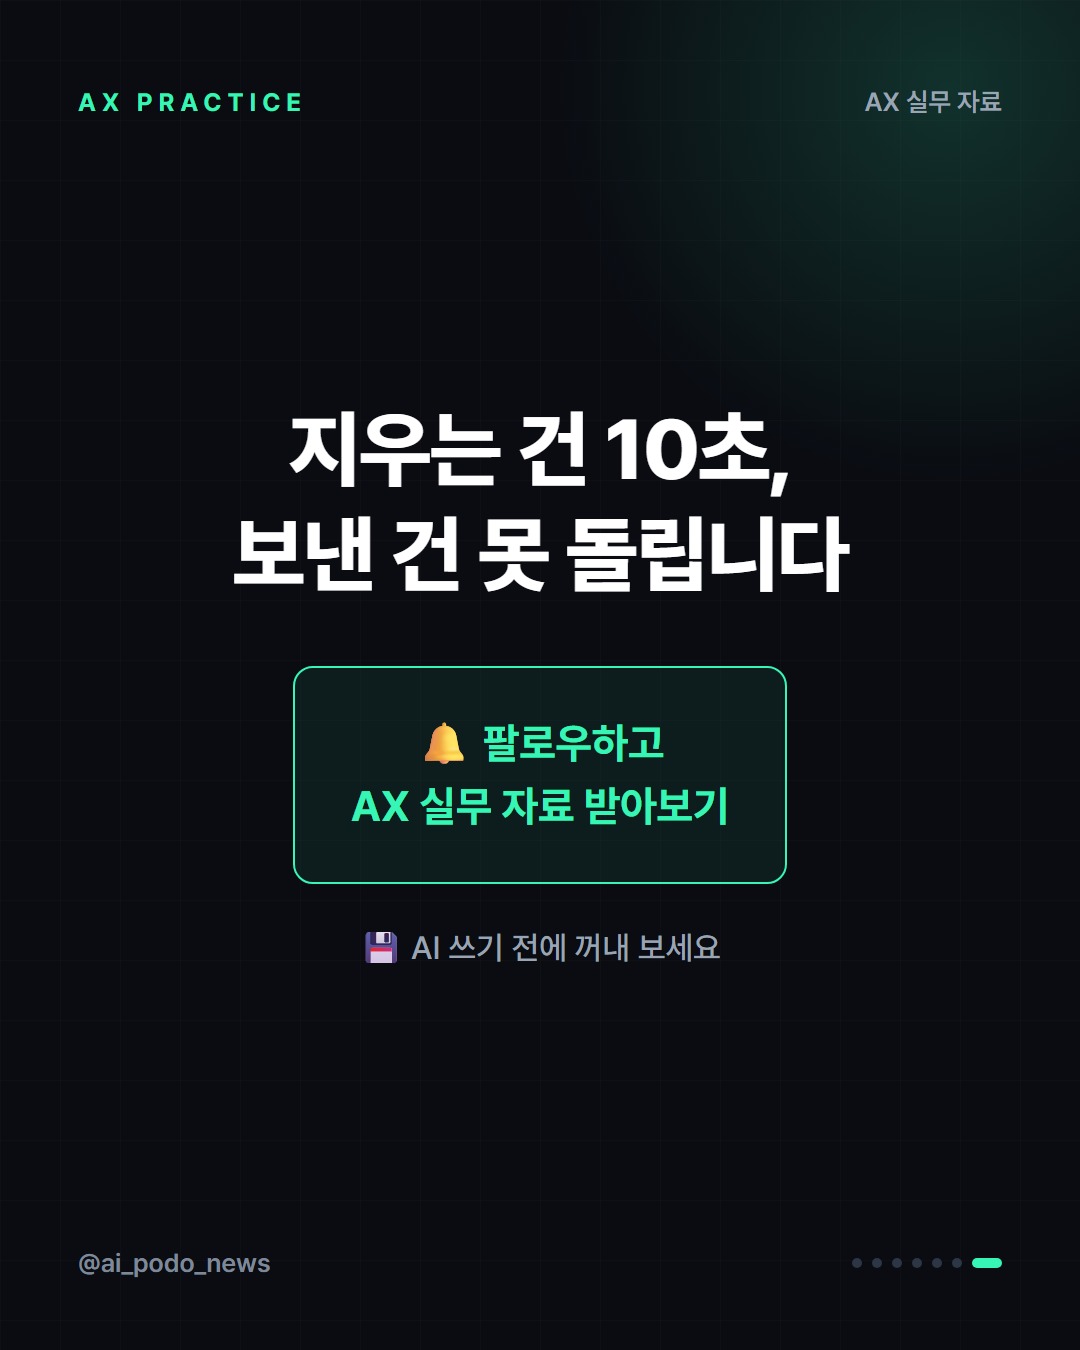 AX PRACTICE
AX 실무 자료
지우는 건 10초,
보낸 건 못 돌립니다
🔔 팔로우하고
AX 실무 자료 받아보기
💾 AI 쓰기 전에 꺼내 보세요
@ai_podo_news